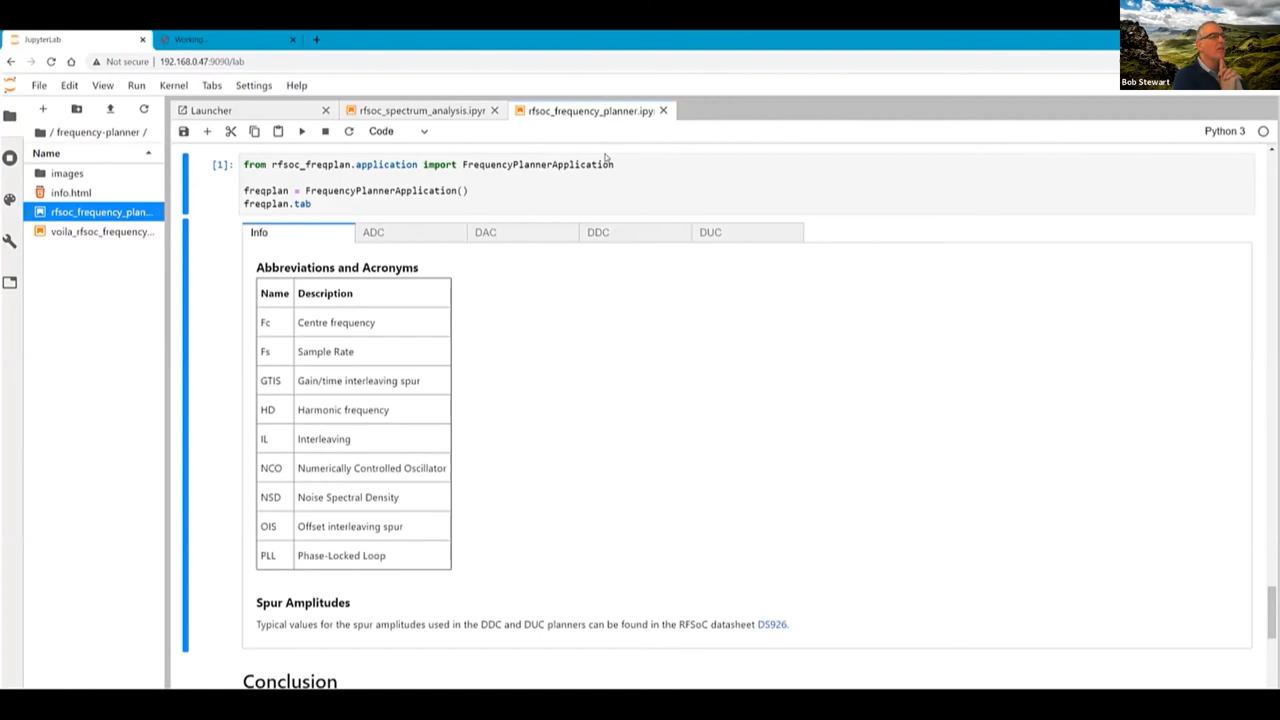 JupyterLab
Working...
Not secure 192.168.0.47:9090/lab
Bob Stewart
File Edit View Run Kernel Tabs Settings Help
Launcher
rfsoc_spectrum_analysis.ipyr
rfsoc_frequency_planner.ipy
/ frequency-planner /
Code
Python 3
Name
images
info.html
rfsoc_frequency_plan...
voila_rfsoc_frequency...
[1]: from rfsoc_freqplan.application import FrequencyPlannerApplication
freqplan = FrequencyPlannerApplication()
freqplan.tab
Info ADC DAC DDC DUC
Abbreviations and Acronyms
Name Description
Fc Centre frequency
Fs Sample Rate
GTIS Gain/time interleaving spur
HD Harmonic frequency
IL Interleaving
NCO Numerically Controlled Oscillator
NSD Noise Spectral Density
OIS Offset interleaving spur
PLL Phase-Locked Loop
Spur Amplitudes
Typical values for the spur amplitudes used in the DDC and DUC planners can be found in the RFSoC datasheet DS926.
Conclusion